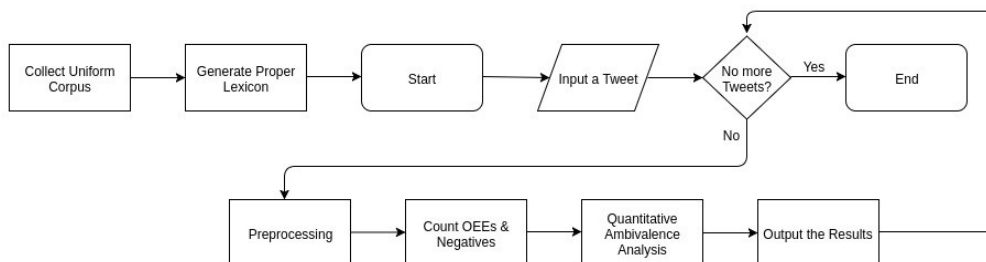 Collect Uniform
Corpus
Generate Proper
Lexicon
Start
Input a Tweet
No more
Tweets?
Yes
End
No
Preprocessing
Count OEEs &
Negatives
Quantitative
Ambivalence
Analysis
Output the Results